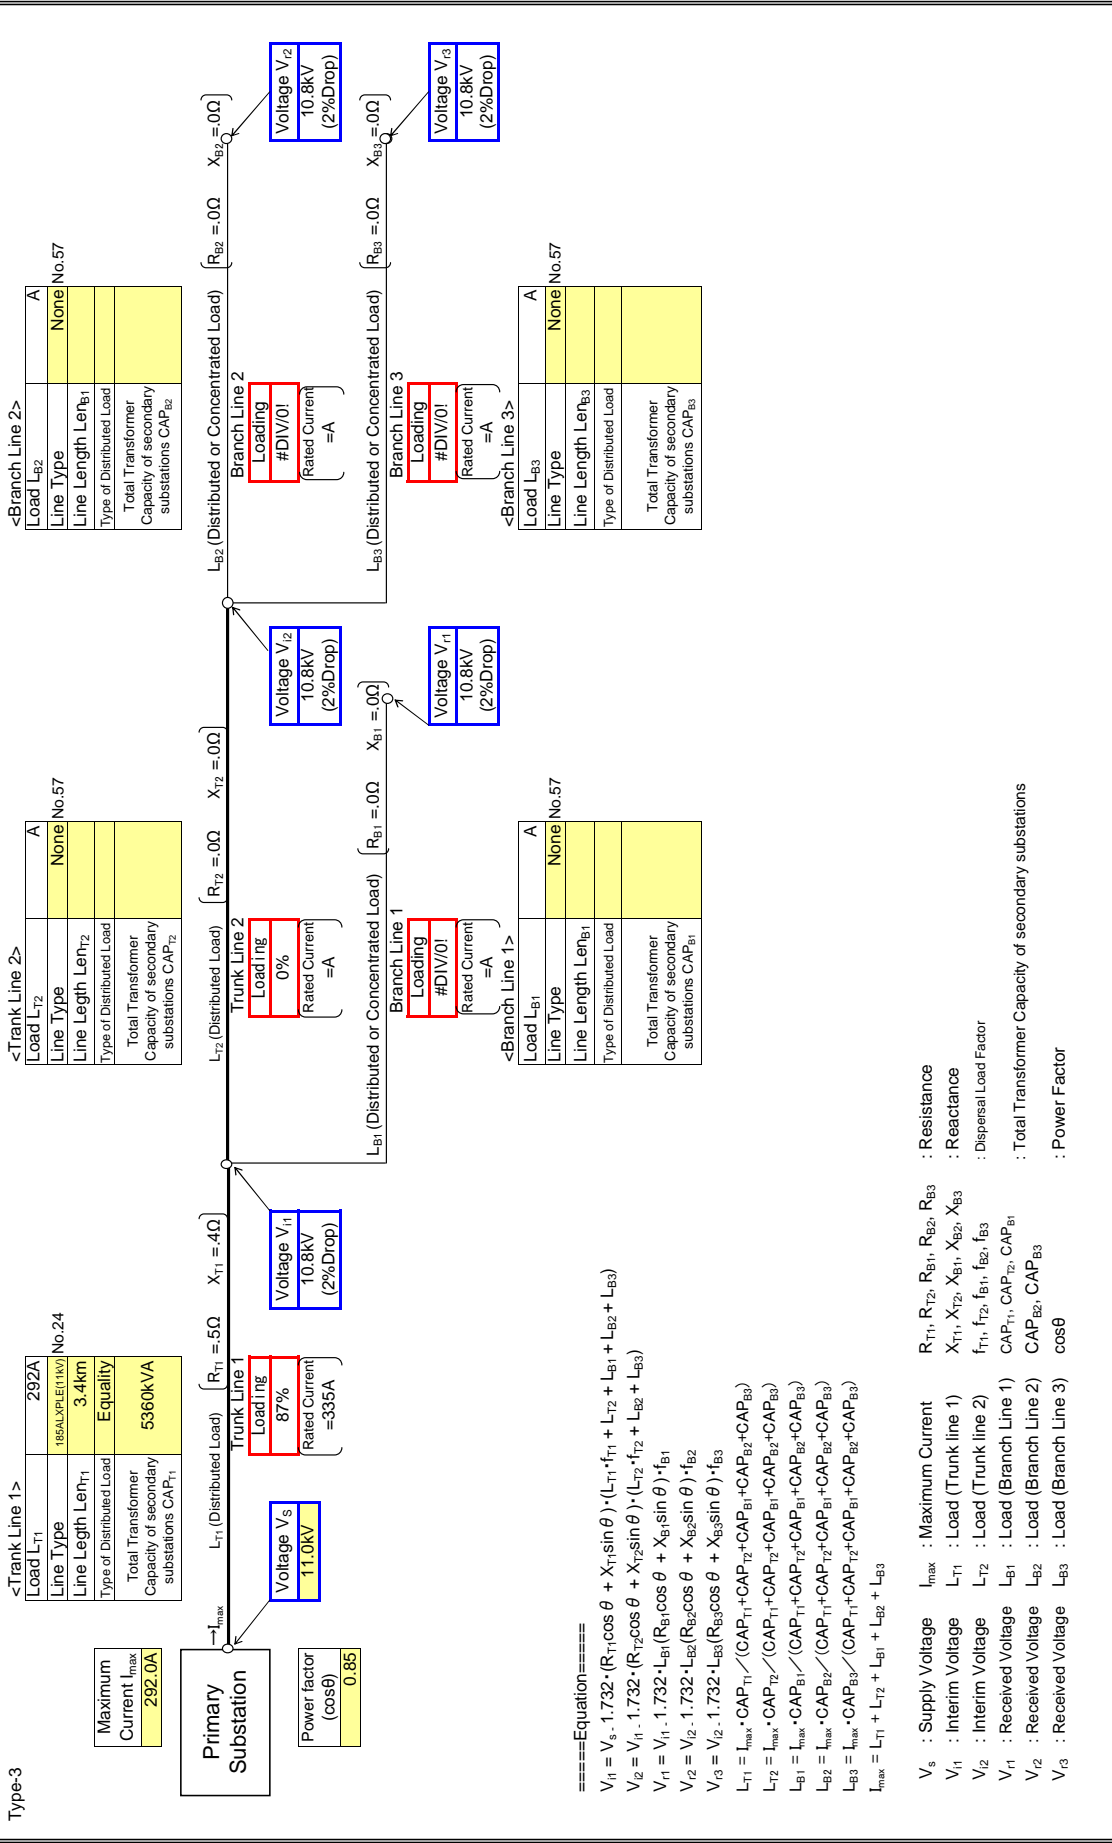 Type-3
Maximum
Current Imax
292.0A
Primary
Substation
→Imax
Power factor
(cosθ)
0.85
Voltage VS
11.0kV
<Trank Line 1>
Load LT1 292A
Line Type 185ALXPLE(11kV) No.24
Line Legth LenT1 3.4km
Type of Distributed Load Equality
Total Transformer
Capacity of secondary
substations CAPT1
5360kVA
LT1 (Distributed Load) RT1 =.5Ω XT1 =.4Ω
Trunk Line 1
Loading
87%
Rated Current
=335A
Voltage Vi1
10.8kV
(2%Drop)
<Trank Line 2>
Load LT2 A
Line Type None No.57
Line Length LenT2
Type of Distributed Load
Total Transformer
Capacity of secondary
substations CAPT2
LT2 (Distributed Load) RT2 =.0Ω XT2 =.0Ω
Trunk Line 2
Loading
0%
Rated Current
=A
Voltage Vi2
10.8kV
(2%Drop)
LB1 (Distributed or Concentrated Load) RB1 =.0Ω XB1 =.0Ω
Branch Line 1
Loading
#DIV/0!
Rated Current
=A
Voltage Vr1
10.8kV
(2%Drop)
<Branch Line 1>
Load LB1 A
Line Type None No.57
Line Length LenB1
Type of Distributed Load
Total Transformer
Capacity of secondary
substations CAPB1
<Branch Line 2>
Load LB2 A
Line Type None No.57
Line Length LenB1
Type of Distributed Load
Total Transformer
Capacity of secondary
substations CAPB2
LB2 (Distributed or Concentrated Load) RB2 =.0Ω XB2 =.0Ω
Branch Line 2
Loading
#DIV/0!
Rated Current
=A
Voltage Vr2
10.8kV
(2%Drop)
LB3 (Distributed or Concentrated Load) RB3 =.0Ω XB3 =.0Ω
Branch Line 3
Loading
#DIV/0!
Rated Current
=A
Voltage Vr3
10.8kV
(2%Drop)
<Branch Line 3>
Load LB3 A
Line Type None No.57
Line Length LenB3
Type of Distributed Load
Total Transformer
Capacity of secondary
substations CAPB3
=====Equation=====
Vi1 = Vs - 1.732•(RT1cos θ + XT1sin θ)•(LT1•fT1 + LT2 + LB1 + LB2 + LB3)
Vi2 = Vi1 - 1.732•(RT2cos θ + XT2sin θ)•(LT2•fT2 + LB2 + LB3)
Vr1 = Vi1 - 1.732•LB1(RB1cos θ + XB1sin θ)•fB1
Vr2 = Vi2 - 1.732•LB2(RB2cos θ + XB2sin θ)•fB2
Vr3 = Vi2 - 1.732•LB3(RB3cos θ + XB3sin θ)•fB3
LT1 = Imax•CAPT1／(CAPT1+CAPT2+CAPB1+CAPB2+CAPB3)
LT2 = Imax•CAPT2／(CAPT1+CAPT2+CAPB1+CAPB2+CAPB3)
LB1 = Imax•CAPB1／(CAPT1+CAPT2+CAPB1+CAPB2+CAPB3)
LB2 = Imax•CAPB2／(CAPT1+CAPT2+CAPB1+CAPB2+CAPB3)
LB3 = Imax•CAPB3／(CAPT1+CAPT2+CAPB1+CAPB2+CAPB3)
Imax = LT1 + LT2 + LB1 + LB2 + LB3
Vs : Supply Voltage Imax : Maximum Current RT1, RT2, RB1, RB2, RB3 : Resistance
Vi1 : Interim Voltage LT1 : Load (Trunk line 1) XT1, XT2, XB1, XB2, XB3 : Reactance
Vi2 : Interim Voltage LT2 : Load (Trunk line 2) fT1, fT2, fB1, fB2, fB3 : Dispersal Load Factor
Vr1 : Received Voltage LB1 : Load (Branch Line 1) CAPT1, CAPT2, CAPB1
Vr2 : Received Voltage LB2 : Load (Branch Line 2) CAPB2, CAPB3 : Total Transformer Capacity of secondary substations
Vr3 : Received Voltage LB3 : Load (Branch Line 3) cosθ : Power Factor